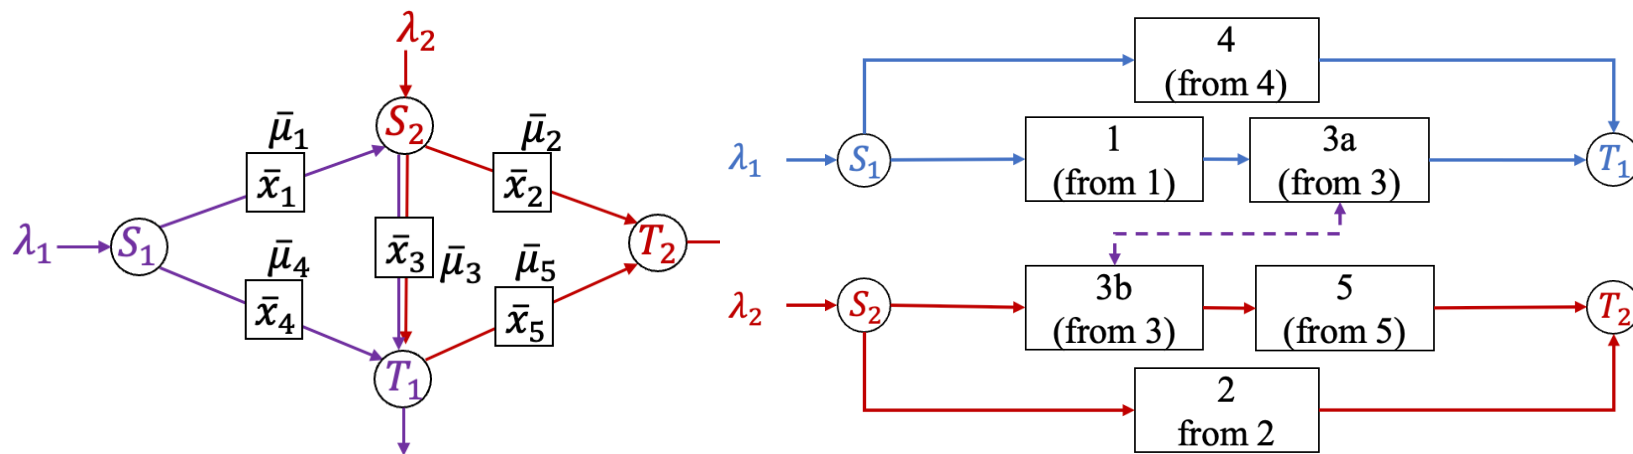 λ₂
S₂
μ̄₁
μ̄₂
x̄₁
x̄₂
λ₁
S₁
x̄₃
μ̄₃
T₂
μ̄₄
μ̄₅
x̄₄
x̄₅
T₁
4
(from 4)
λ₁
S₁
1
(from 1)
3a
(from 3)
T₁
λ₂
S₂
3b
(from 3)
5
(from 5)
T₂
2
from 2